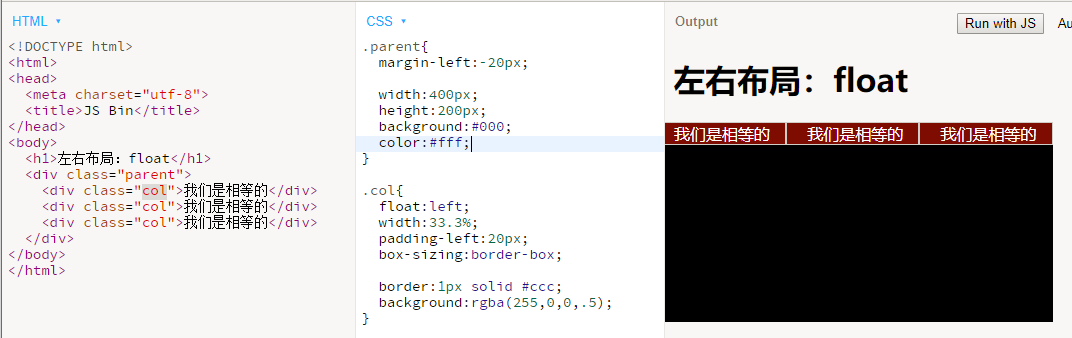 HTML
<!DOCTYPE html>
<html>
<head>
<meta charset="utf-8">
<title>JS Bin</title>
</head>
<body>
<h1>左右布局：float</h1>
<div class="parent">
<div class="col">我们是相等的</div>
<div class="col">我们是相等的</div>
<div class="col">我们是相等的</div>
</div>
</body>
</html>
CSS
.parent{
margin-left:-20px;
width:400px;
height:200px;
background:#000;
color:#fff;
}
.col{
float:left;
width:33.3%;
padding-left:20px;
box-sizing:border-box;
border:1px solid #ccc;
background:rgba(255,0,0,.5);
}
Output
Run with JS
Au
左右布局：float
我们是相等的 我们是相等的 我们是相等的